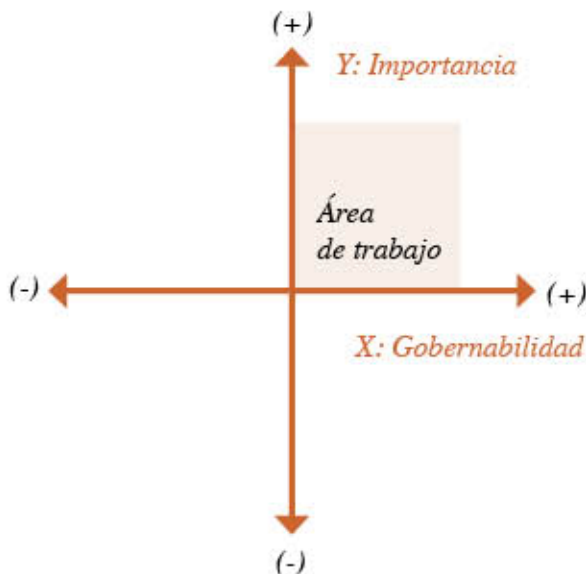 (+)
Y: Importancia
Área
de trabajo
(-)
(+)
X: Gobernabilidad
(-)